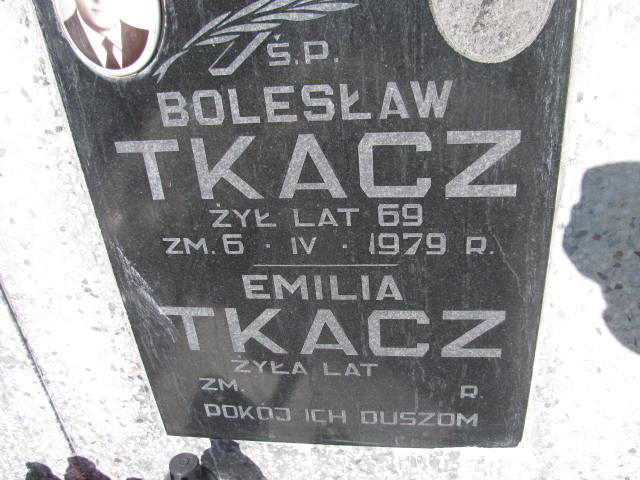 Ś.P.
BOLESŁAW
TKACZ
ŻYŁ LAT 69
ZM. 6 · IV · 1979 R.
EMILIA
TKACZ
ŻYŁA LAT
ZM. R.
POKÓJ ICH DUSZOM